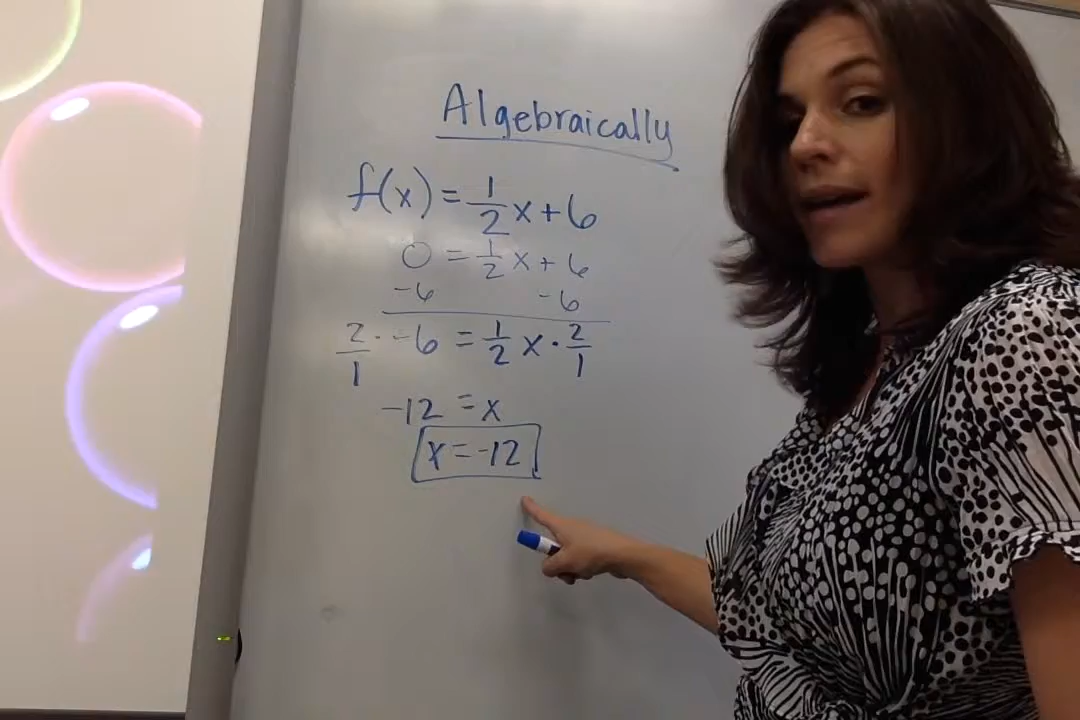 Algebraically
f(x) = 1/2 x + 6
0 = 1/2 x + 6
-6 -6
2/1 · -6 = 1/2 x · 2/1
-12 = x
x = -12